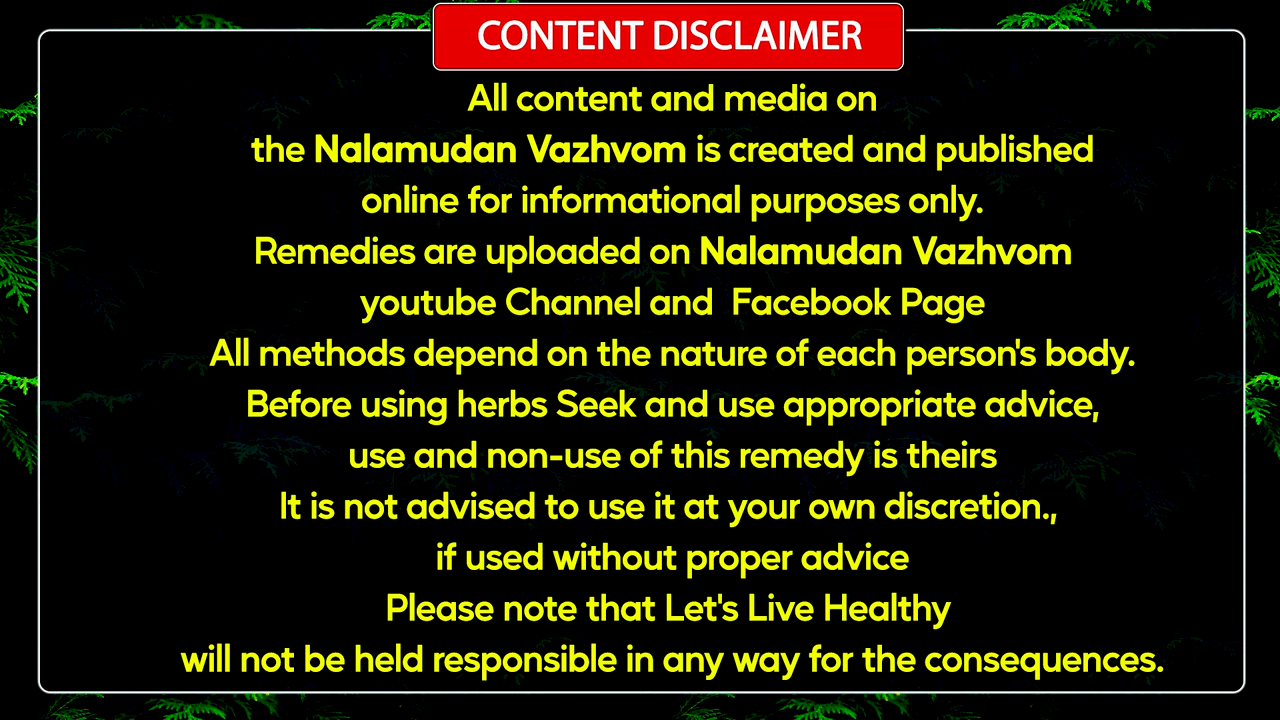 CONTENT DISCLAIMER
All content and media on
the Nalamudan Vazhvom is created and published
online for informational purposes only.
Remedies are uploaded on Nalamudan Vazhvom
youtube Channel and  Facebook Page
All methods depend on the nature of each person's body.
Before using herbs Seek and use appropriate advice,
use and non-use of this remedy is theirs
It is not advised to use it at your own discretion.,
if used without proper advice
Please note that Let's Live Healthy
will not be held responsible in any way for the consequences.